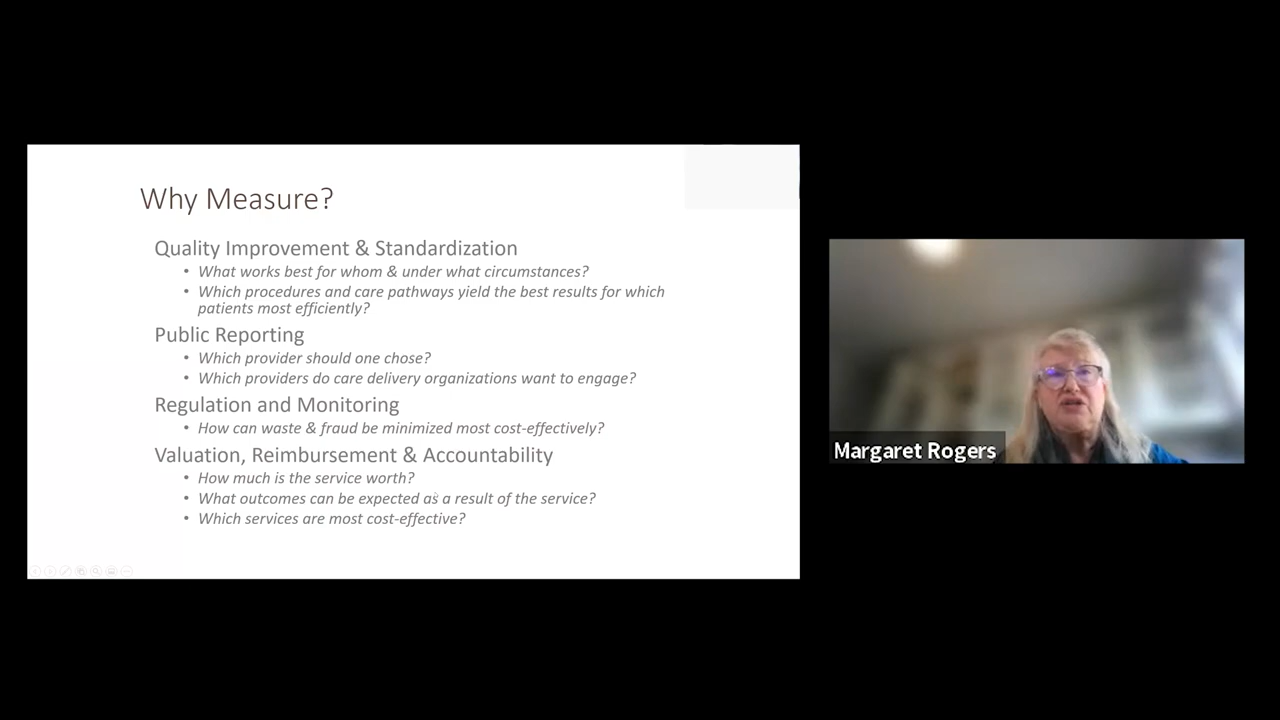 Why Measure?
Quality Improvement & Standardization
• What works best for whom & under what circumstances?
• Which procedures and care pathways yield the best results for which
patients most efficiently?
Public Reporting
• Which provider should one chose?
• Which providers do care delivery organizations want to engage?
Regulation and Monitoring
• How can waste & fraud be minimized most cost-effectively?
Valuation, Reimbursement & Accountability
• How much is the service worth?
• What outcomes can be expected as a result of the service?
• Which services are most cost-effective?
Margaret Rogers